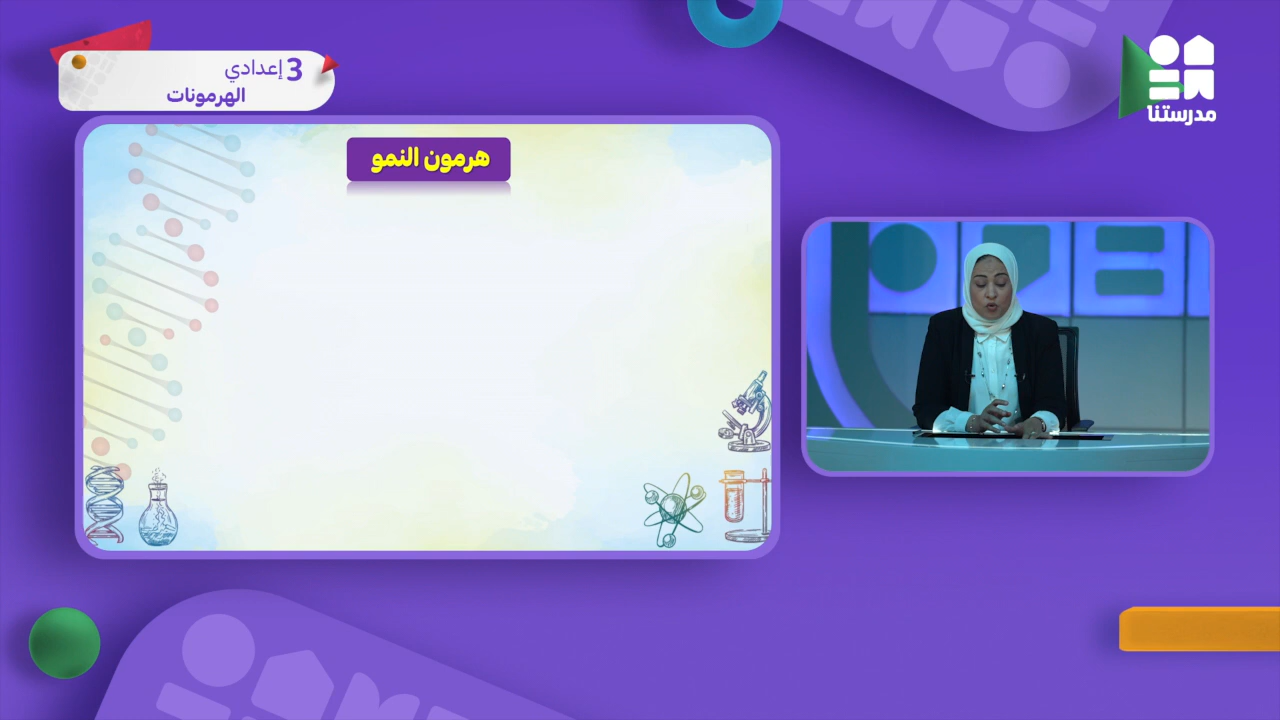 3 إعدادي
الهرمونات
مدرستنا
هرمون النمو